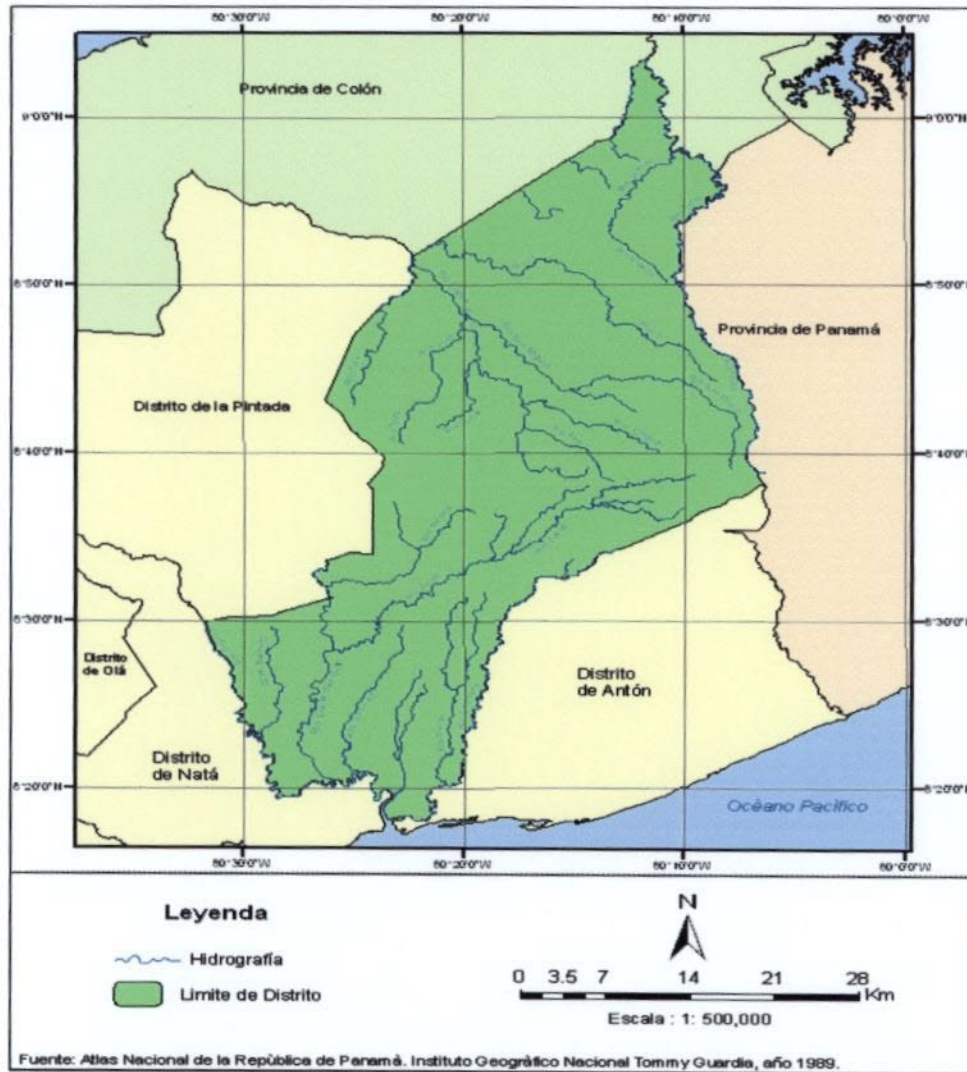 80°30'0"W 80°20'0"W 80°10'0"W 80°0'0"W
Provincia de Colón
9°0'0"N 9°0'0"N
8°50'0"N 8°50'0"N
Provincia de Panamá
Distrito de la Pintada
8°40'0"N 8°40'0"N
8°30'0"N 8°30'0"N
Distrito
de Olá
Distrito
de Antón
Distrito
de Natá
8°20'0"N 8°20'0"N
Océano Pacífico
80°30'0"W 80°20'0"W 80°10'0"W 80°0'0"W
Leyenda
Hidrografía
Límite de Distrito
N
0 3.5 7 14 21 28
Km
Escala : 1: 500,000
Fuente: Atlas Nacional de la Repùblica de Panamà. Instituto Geogràfico Nacional Tommy Guardia, año 1989.